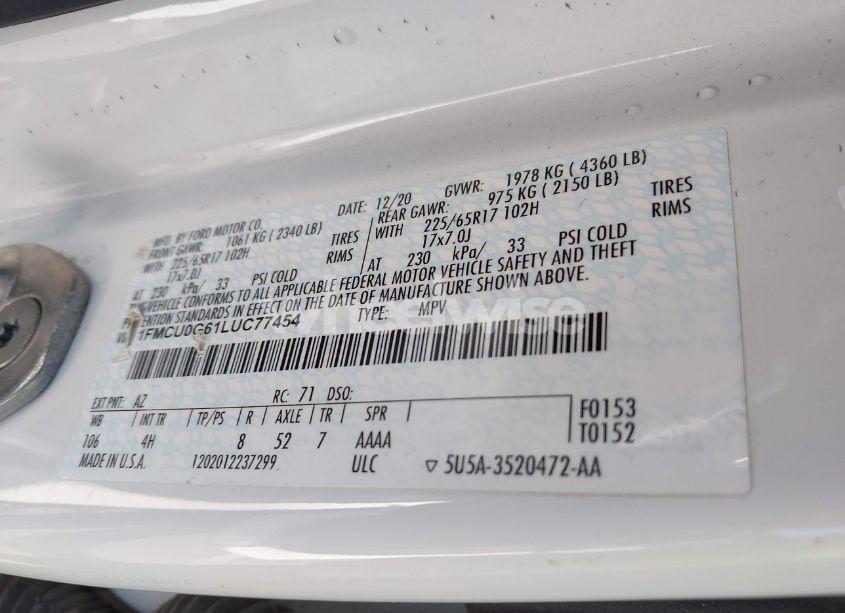 MFD. BY FORD MOTOR CO.
DATE: 12/20 GVWR: 1978 KG ( 4360 LB)
FRONT GAWR: 1061 KG ( 2340 LB)
WITH 225/65R17 102H TIRES
17x7.0J RIMS
AT 230 kPa/ 33 PSI COLD
REAR GAWR: 975 KG ( 2150 LB)
WITH 225/65R17 102H TIRES
17x7.0J RIMS
AT 230 kPa/ 33 PSI COLD
VEHICLE CONFORMS TO ALL APPLICABLE FEDERAL MOTOR VEHICLE SAFETY AND THEFT
ENTION STANDARDS IN EFFECT ON THE DATE OF MANUFACTURE SHOWN ABOVE.
1FMCU0G61LUC77454 TYPE: MPV
EXT PNT: AZ RC: 71 DSO:
WB INT TR TP/PS R AXLE TR SPR
106 4H 8 52 7 AAAA
F0153
T0152
MADE IN U.S.A. 1202012237299 ULC 5U5A-3520472-AA